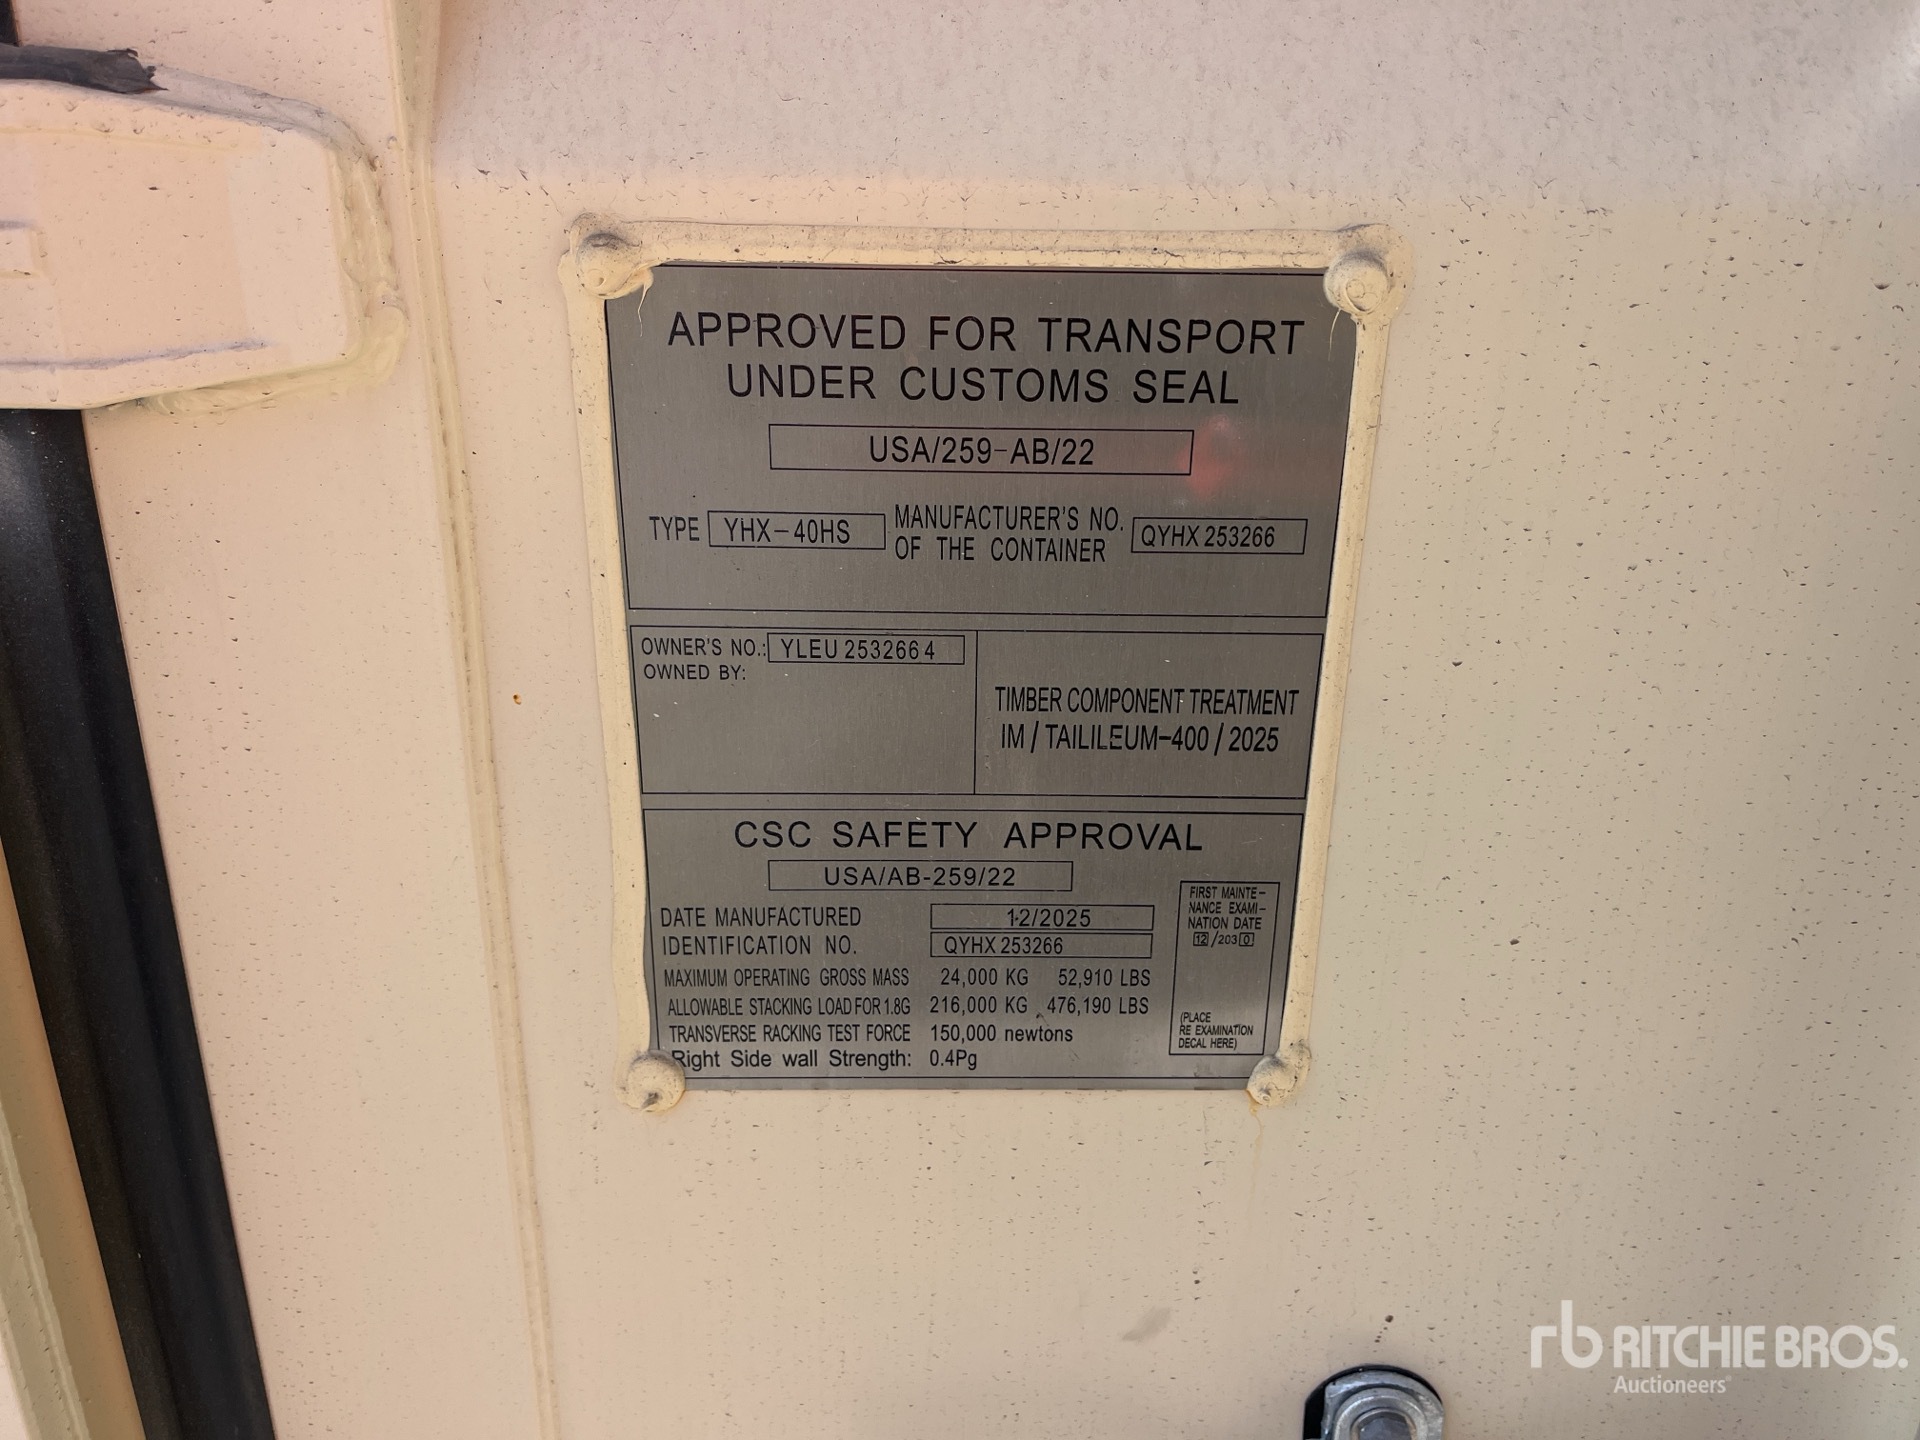 APPROVED FOR TRANSPORT
UNDER CUSTOMS SEAL
USA/259-AB/22
TYPE YHX-40HS MANUFACTURER'S NO. OF THE CONTAINER QYHX 253266
OWNER'S NO.: YLEU 253266 4
OWNED BY:
TIMBER COMPONENT TREATMENT
IM / TAILILEUM-400 / 2025
CSC SAFETY APPROVAL
USA/AB-259/22
DATE MANUFACTURED 12/2025
IDENTIFICATION NO. QYHX 253266
MAXIMUM OPERATING GROSS MASS 24,000 KG 52,910 LBS
ALLOWABLE STACKING LOAD FOR 1.8G 216,000 KG 476,190 LBS
TRANSVERSE RACKING TEST FORCE 150,000 newtons
Right Side wall Strength: 0.4Pg
FIRST MAINTE-
NANCE EXAMI-
NATION DATE
12/2030
(PLACE
RE EXAMINATION
DECAL HERE)
rb RITCHIE BROS.
Auctioneers